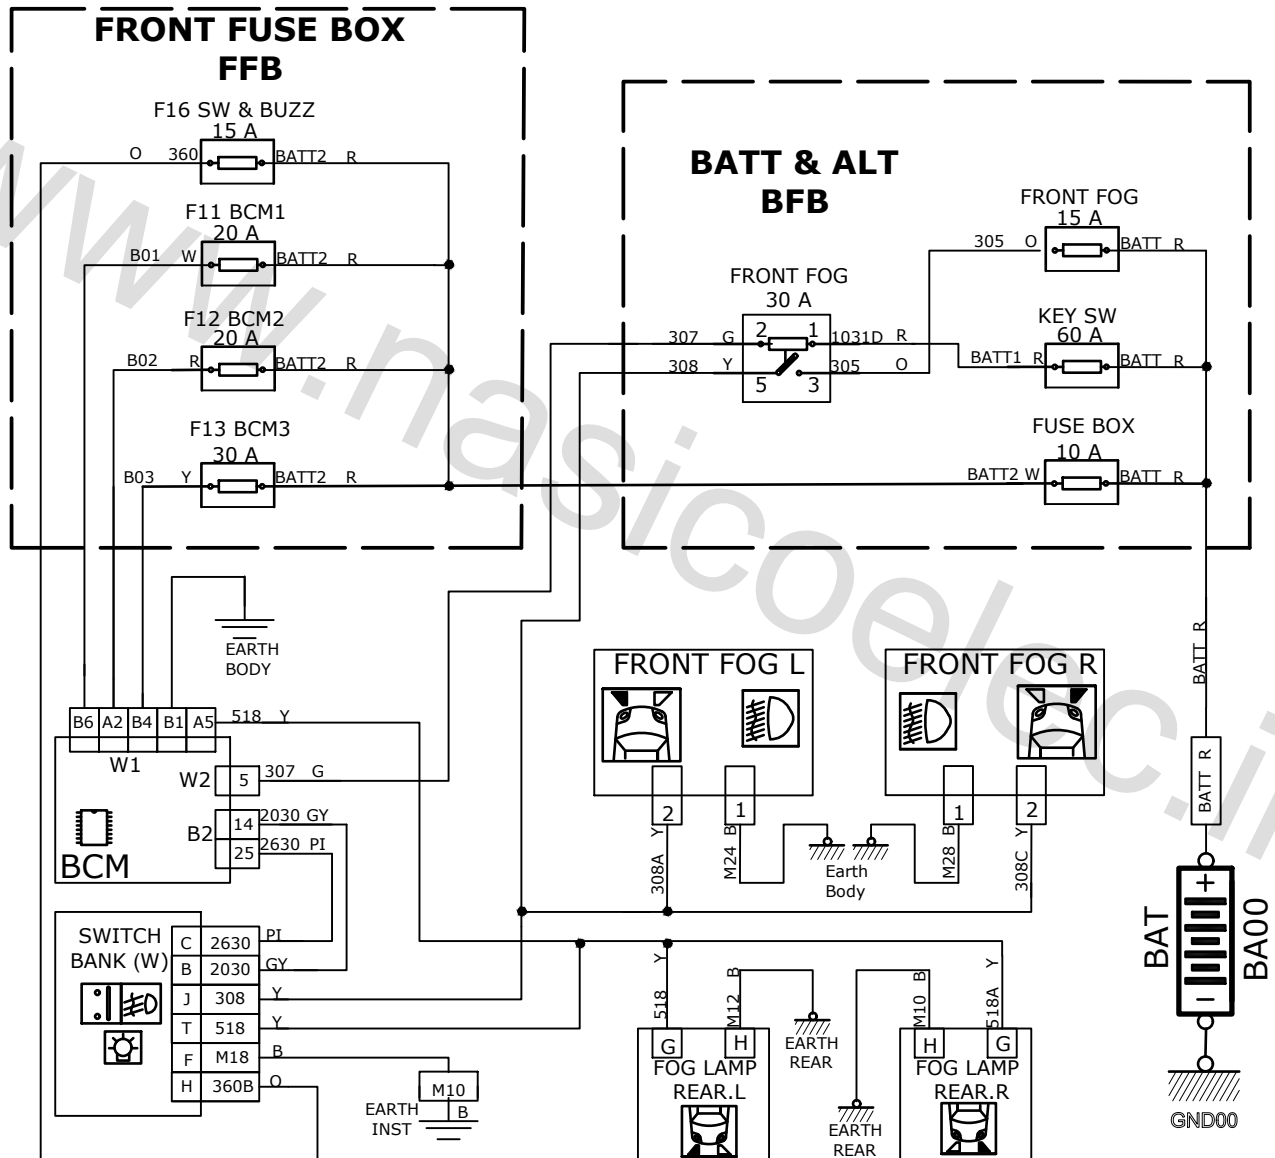 FRONT FUSE BOX
FFB
F16 SW & BUZZ
15 A
O 360 BATT2 R
F11 BCM1
20 A
B01 W BATT2 R
F12 BCM2
20 A
B02 R BATT2 R
F13 BCM3
30 A
B03 Y BATT2 R
BATT & ALT
BFB
FRONT FOG
15 A
305 O BATT R
FRONT FOG
30 A
307 G 2 1 1031D R
308 Y 5 3 305 O
KEY SW
60 A
BATT1 R BATT R
FUSE BOX
10 A
BATT2 W BATT R
www.nasicoelec.ir
EARTH
BODY
B6 A2 B4 B1 A5 518 Y
W1
W2 5 307 G
B2 14 2030 GY
25 2630 PI
BCM
FRONT FOG L
2 1
308A Y
M24 B
FRONT FOG R
1 2
M28 B
308C Y
Earth
Body
BATT R
BATT R
BAT
+
-
BA00
GND00
SWITCH
BANK (W)
C 2630 PI
B 2030 GY
J 308 Y
T 518 Y
F M18 B
H 360B O
M10
B
EARTH
INST
518 Y
M12 B
G H
FOG LAMP
REAR.L
EARTH
REAR
M10 B
518A Y
H G
FOG LAMP
REAR.R
EARTH
REAR